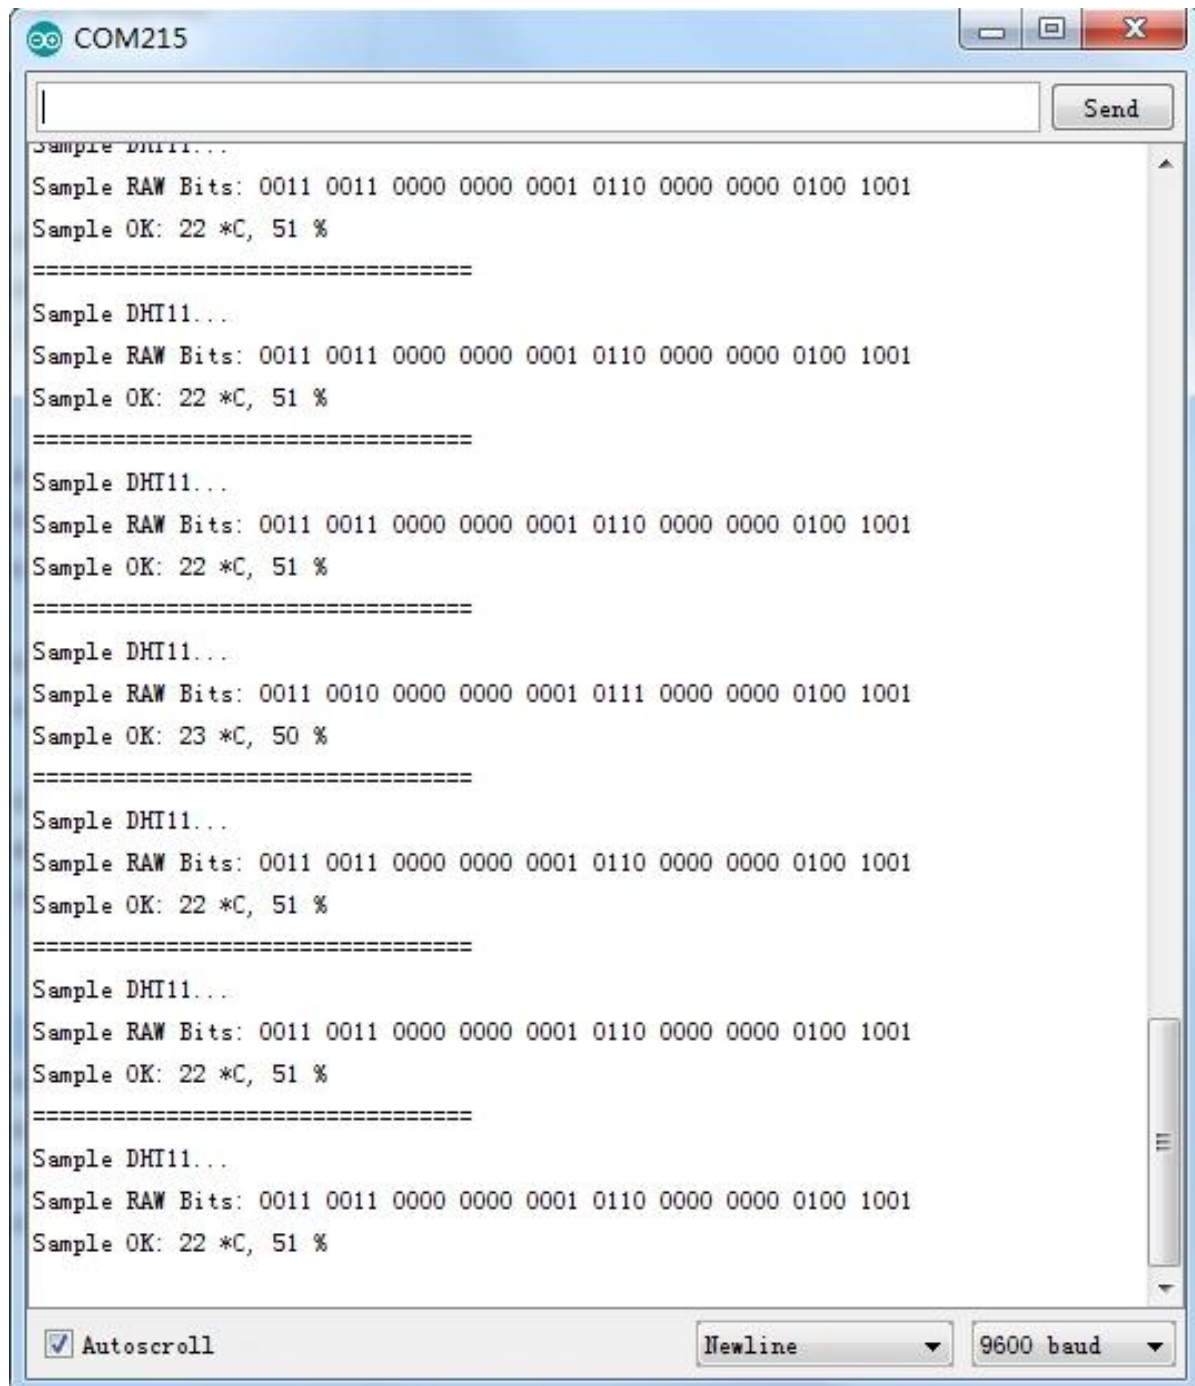 COM215
Send
Sample DHT11...
Sample RAW Bits: 0011 0011 0000 0000 0001 0110 0000 0000 0100 1001
Sample OK: 22 *C, 51 %
=================================
Sample DHT11...
Sample RAW Bits: 0011 0011 0000 0000 0001 0110 0000 0000 0100 1001
Sample OK: 22 *C, 51 %
=================================
Sample DHT11...
Sample RAW Bits: 0011 0011 0000 0000 0001 0110 0000 0000 0100 1001
Sample OK: 22 *C, 51 %
=================================
Sample DHT11...
Sample RAW Bits: 0011 0010 0000 0000 0001 0111 0000 0000 0100 1001
Sample OK: 23 *C, 50 %
=================================
Sample DHT11...
Sample RAW Bits: 0011 0011 0000 0000 0001 0110 0000 0000 0100 1001
Sample OK: 22 *C, 51 %
=================================
Sample DHT11...
Sample RAW Bits: 0011 0011 0000 0000 0001 0110 0000 0000 0100 1001
Sample OK: 22 *C, 51 %
=================================
Sample DHT11...
Sample RAW Bits: 0011 0011 0000 0000 0001 0110 0000 0000 0100 1001
Sample OK: 22 *C, 51 %
Autoscroll Newline 9600 baud